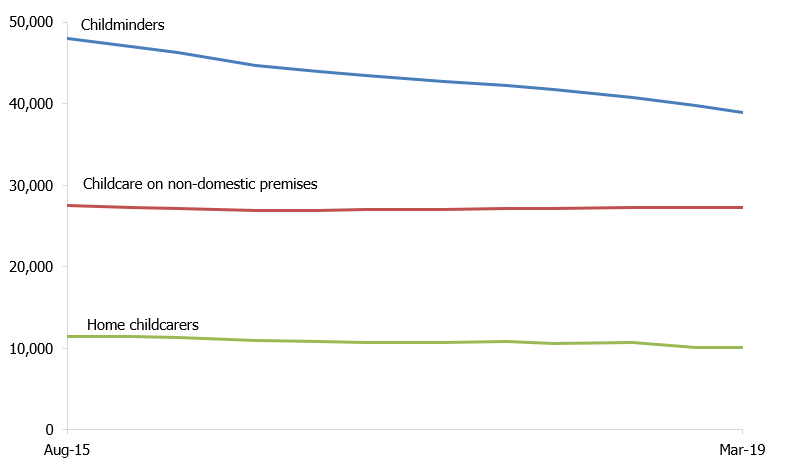 50,000
Childminders
40,000
30,000
Childcare on non-domestic premises
20,000
Home childcarers
10,000
0
Aug-15
Mar-19